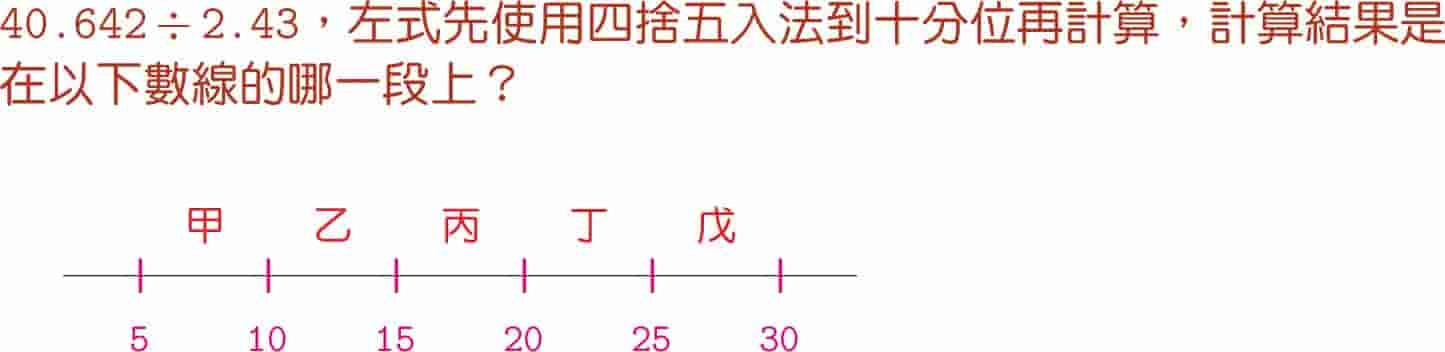 40.642÷2.43，左式先使用四捨五入法到十分位再計算，計算結果是
在以下數線的哪一段上？
甲 乙 丙 丁 戊
5 10 15 20 25 30